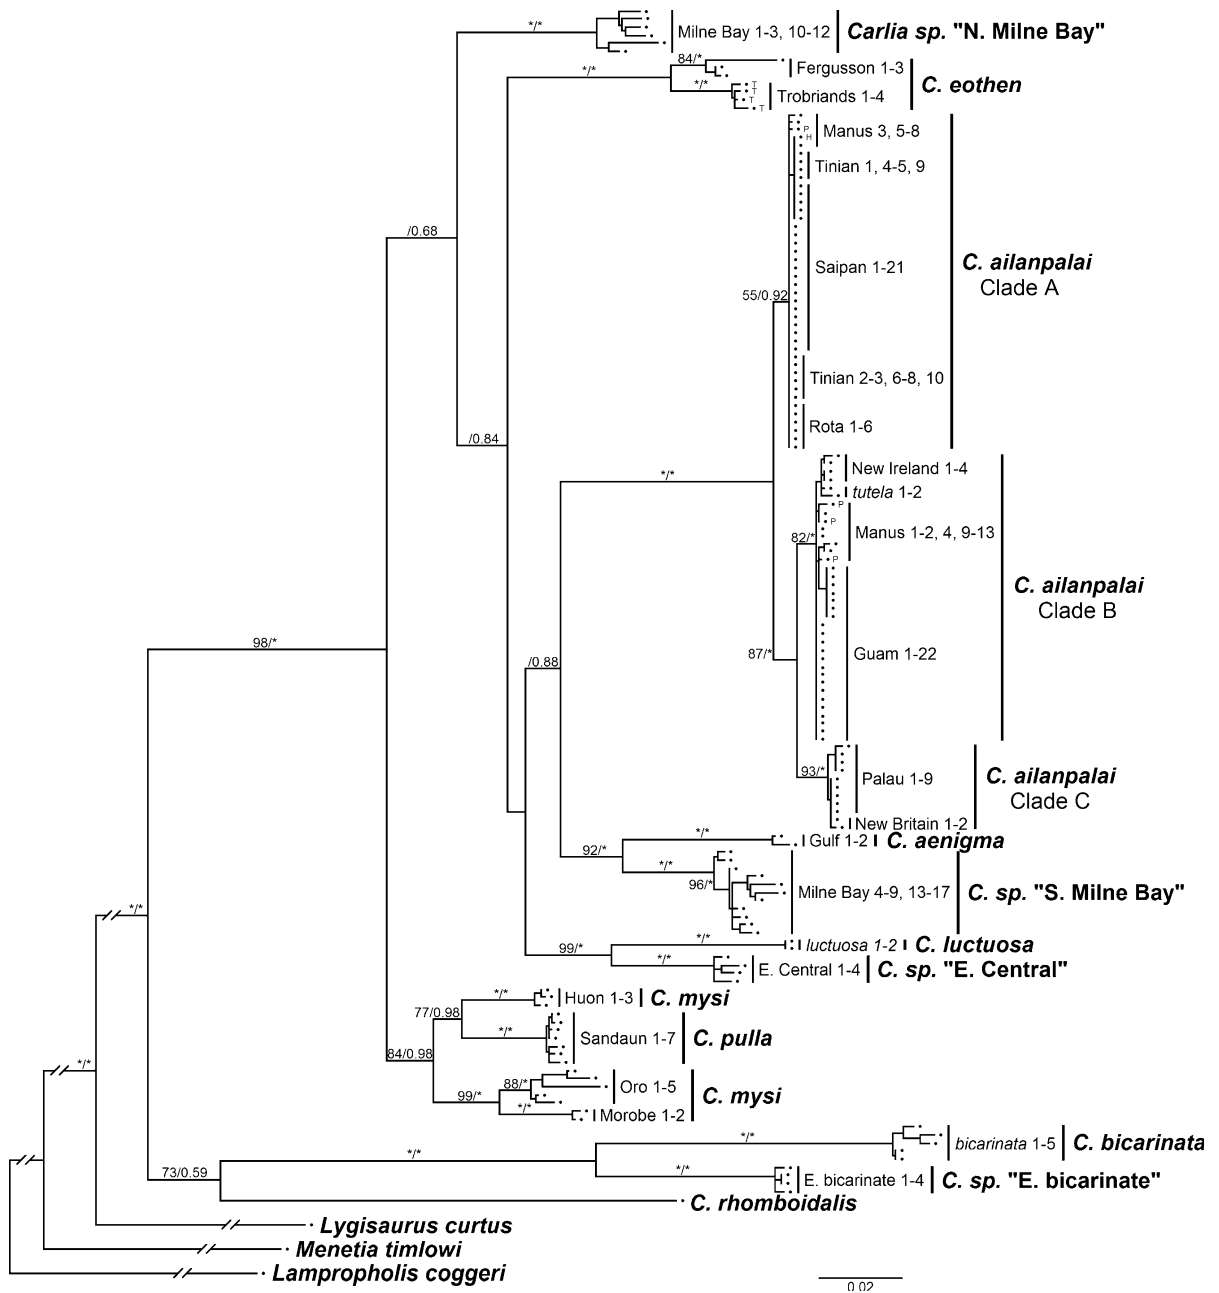 */*
Milne Bay 1-3, 10-12
Carlia sp. "N. Milne Bay"
84/*
Fergusson 1-3
*/*
*/*
T
T
T
T
Trobriands 1-4
C. eothen
P
H
Manus 3, 5-8
Tinian 1, 4-5, 9
/0.68
Saipan 1-21
C. ailanpalai
Clade A
55/0.92
Tinian 2-3, 6-8, 10
Rota 1-6
/0.84
*/*
New Ireland 1-4
tutela 1-2
P
P
P
Manus 1-2, 4, 9-13
82/*
C. ailanpalai
Clade B
98/*
87/*
/0.88
Guam 1-22
93/*
Palau 1-9
C. ailanpalai
Clade C
New Britain 1-2
*/*
Gulf 1-2
C. aenigma
92/*
*/*
96/*
Milne Bay 4-9, 13-17
C. sp. "S. Milne Bay"
*/*
*/*
luctuosa 1-2
C. luctuosa
99/*
*/*
E. Central 1-4
C. sp. "E. Central"
*/*
Huon 1-3
C. mysi
77/0.98
*/*
Sandaun 1-7
C. pulla
84/0.98
*/*
88/*
Oro 1-5
99/*
*/*
Morobe 1-2
C. mysi
*/*
bicarinata 1-5
C. bicarinata
*/*
73/0.59
*/*
E. bicarinate 1-4
C. sp. "E. bicarinate"
C. rhomboidalis
Lygisaurus curtus
Menetia timlowi
Lampropholis coggeri
0.02